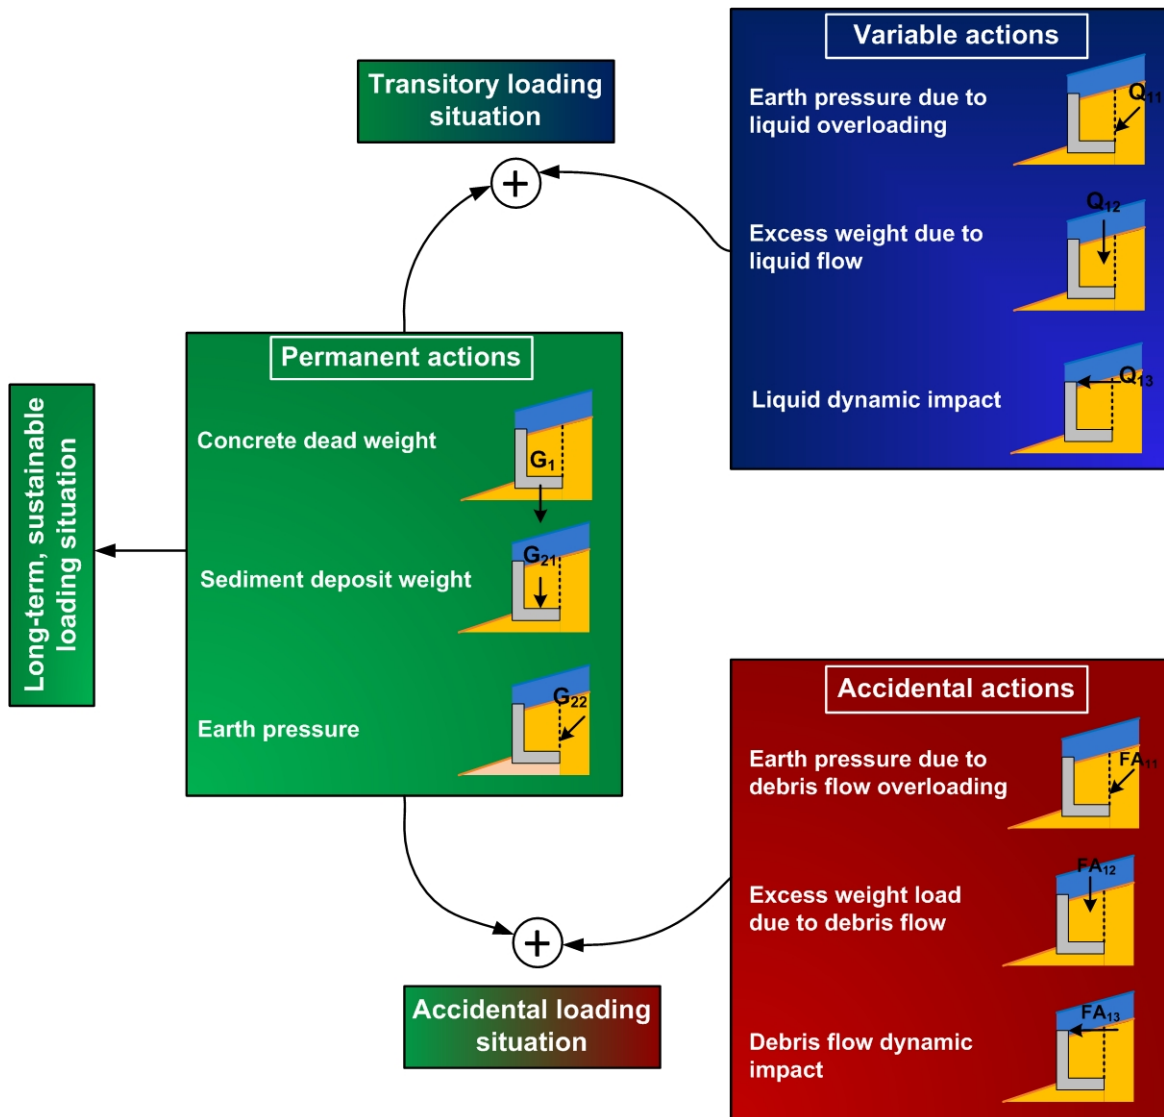 Variable actions
Earth pressure due to
liquid overloading
Q11
Excess weight due to
liquid flow
Q12
Liquid dynamic impact
Q13
Transitory loading
situation
+
Permanent actions
Concrete dead weight
G1
Sediment deposit weight
G21
Earth pressure
G22
Long-term, sustainable
loading situation
Accidental actions
Earth pressure due to
debris flow overloading
FA11
Excess weight load
due to debris flow
FA12
Debris flow dynamic
impact
FA13
+
Accidental loading
situation